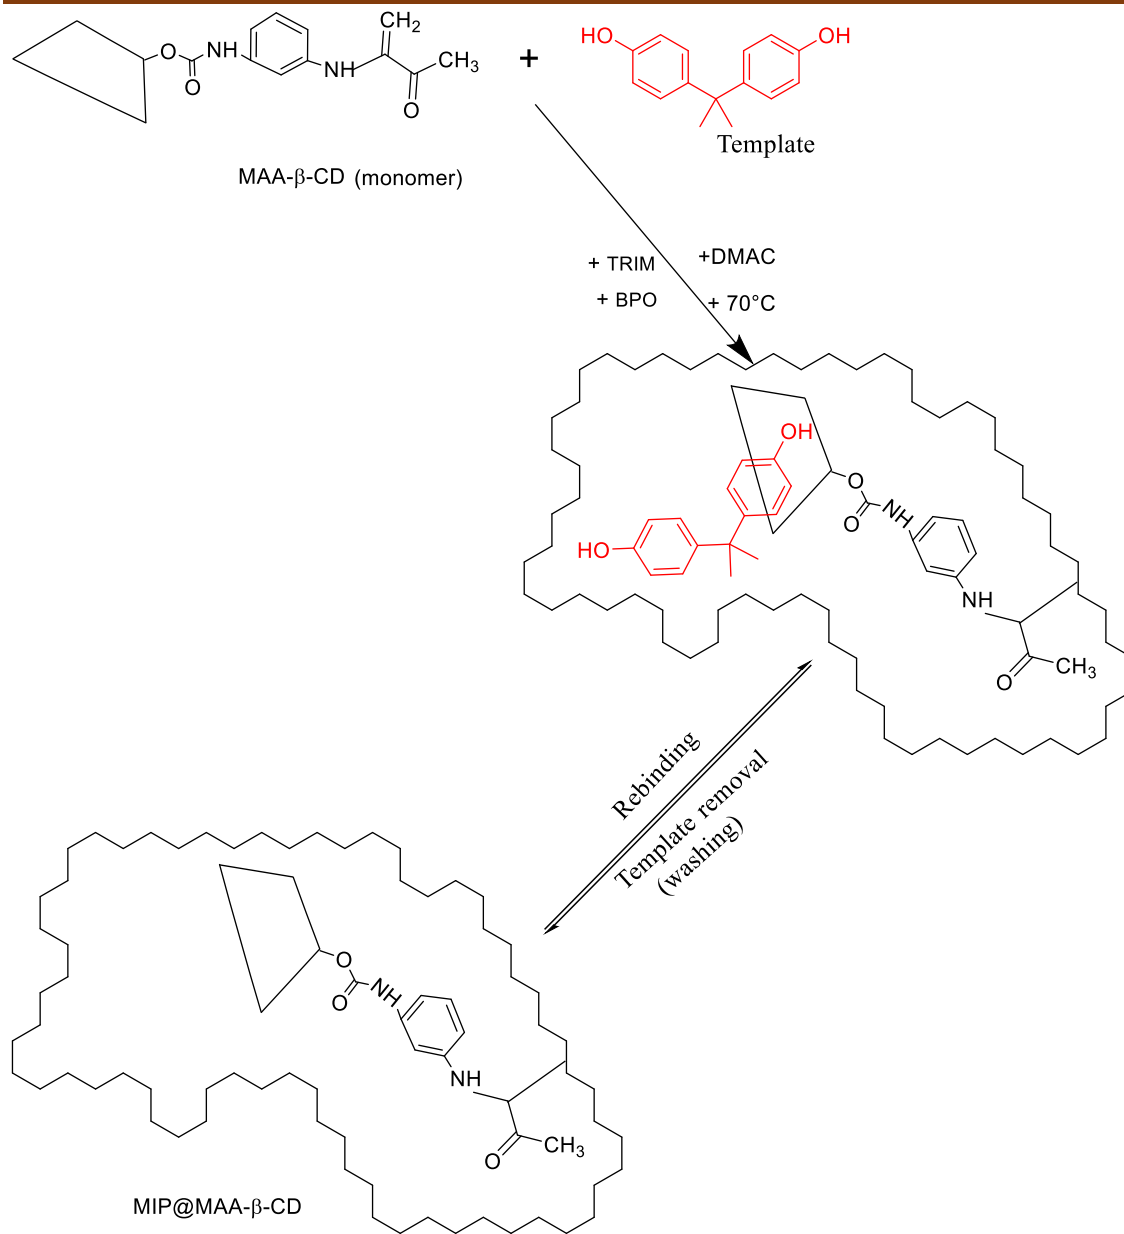 O
NH
O
NH
CH2
O
CH3
+
HO
OH
Template
MAA-β-CD (monomer)
+ TRIM
+DMAC
+ BPO
+ 70°C
OH
HO
O
O
NH
NH
O
CH3
Rebinding
Template removal
(washing)
O
O
NH
NH
O
CH3
MIP@MAA-β-CD